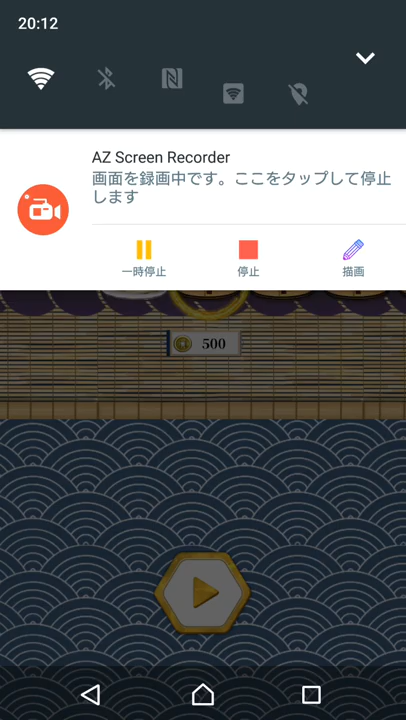 20:12
AZ Screen Recorder
画面を録画中です。ここをタップして停止
します
一時停止
停止
描画
500